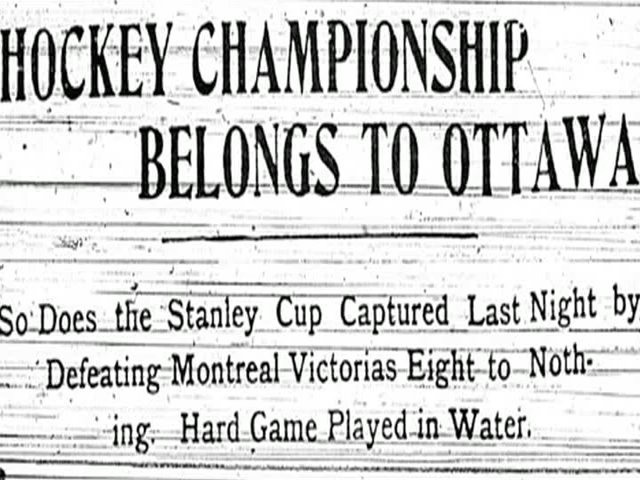 HOCKEY CHAMPIONSHIP
BELONGS TO OTTAWA
So Does the Stanley Cup Captured Last Night by
Defeating Montreal Victorias Eight to Noth-
ing. Hard Game Played in Water.